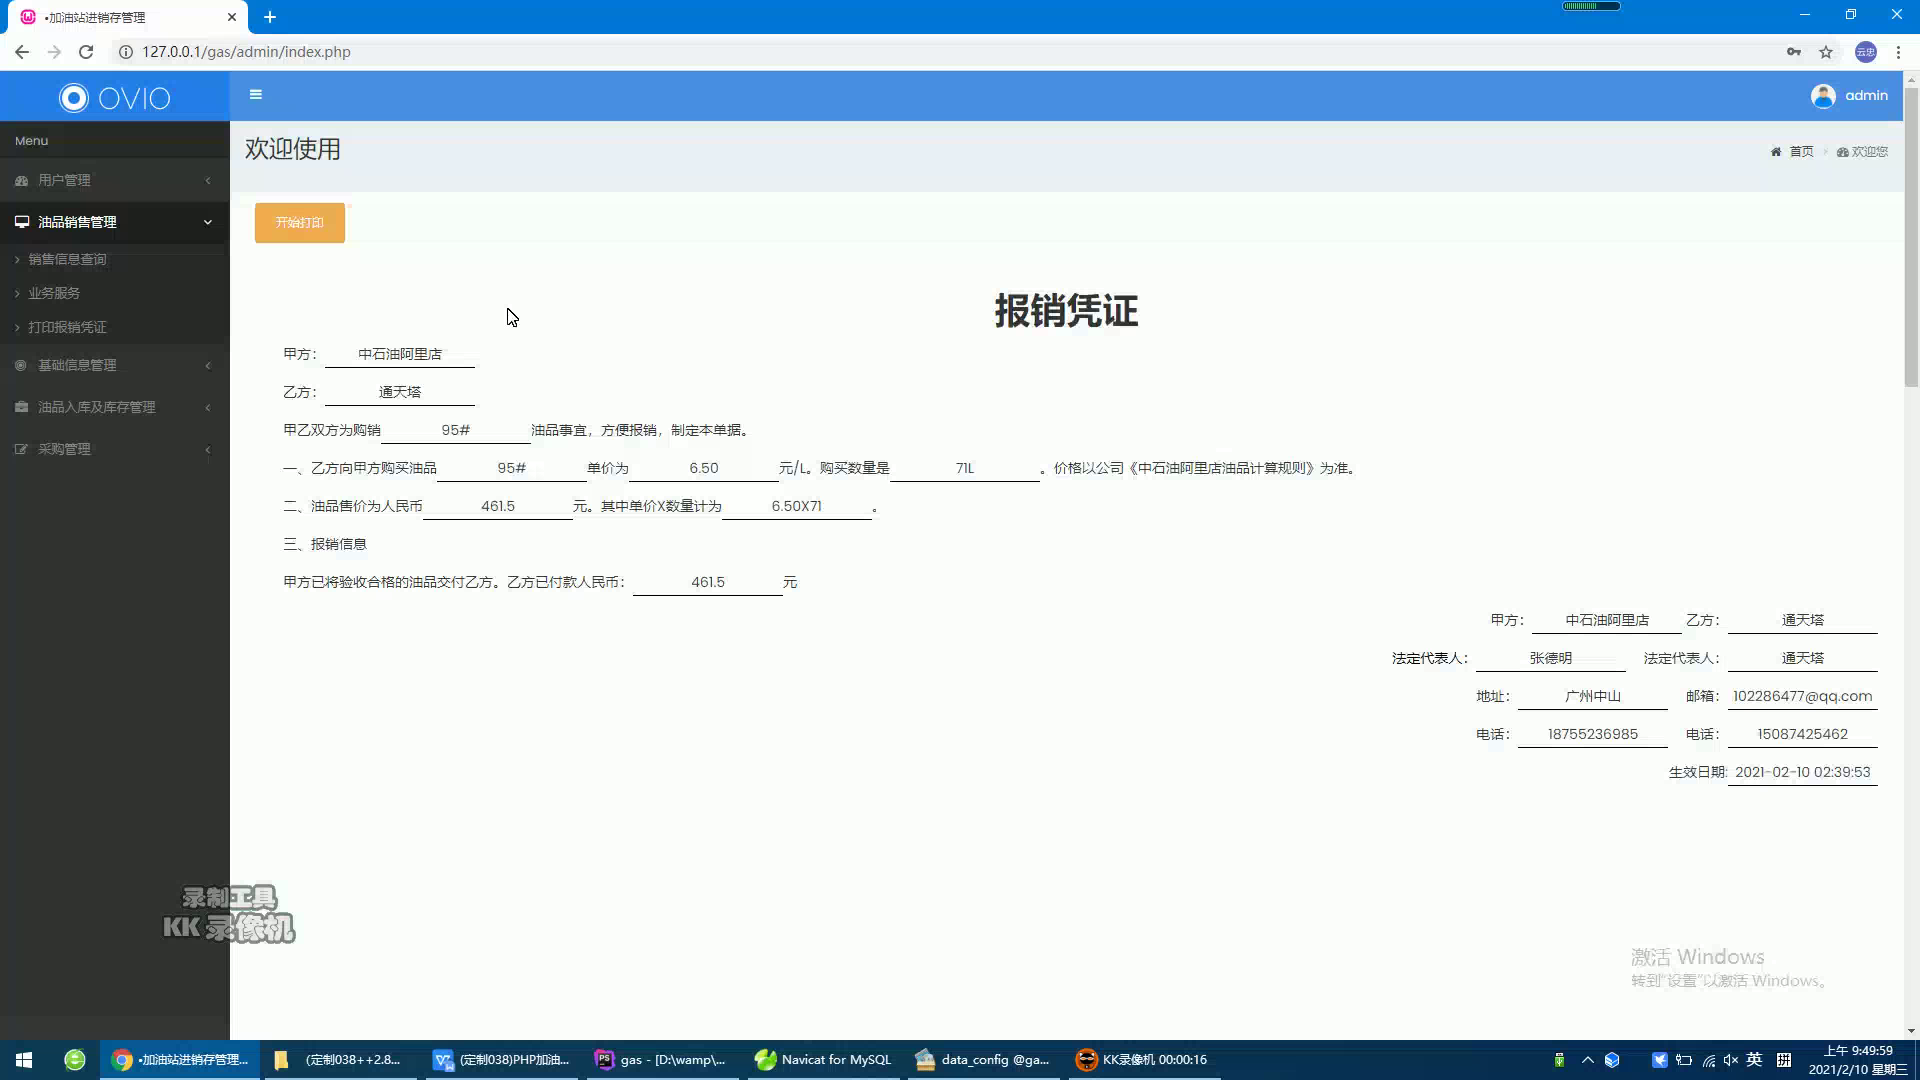 •加油站进销存管理
127.0.0.1/gas/admin/index.php
云忠
OVIO
admin
Menu
欢迎使用
首页
欢迎您
用户管理
油品销售管理
销售信息查询
业务服务
打印报销凭证
基础信息管理
油品入库及库存管理
采购管理
开始打印
报销凭证
甲方： 中石油阿里店
乙方： 通天塔
甲乙双方为购销 95# 油品事宜，方便报销，制定本单据。
一、乙方向甲方购买油品 95# 单价为 6.50 元/L。购买数量是 71L 。价格以公司《中石油阿里店油品计算规则》为准。
二、油品售价为人民币 461.5 元。其中单价X数量计为 6.50X71 。
三、报销信息
甲方已将验收合格的油品交付乙方。乙方已付款人民币： 461.5 元
甲方： 中石油阿里店 乙方： 通天塔
法定代表人： 张德明 法定代表人： 通天塔
地址： 广州中山 邮箱： 102286477@qq.com
电话： 18755236985 电话： 15087425462
生效日期: 2021-02-10 02:39:53
录制工具
KK 录像机
激活 Windows
转到“设置”以激活 Windows。
•加油站进销存管理...
(定制038++2.8...
(定制038)PHP加油...
gas - [D:\wamp\...
Navicat for MySQL
data_config @ga...
KK录像机 00:00:16
英
拼
上午 9:49:59
2021/2/10 星期三